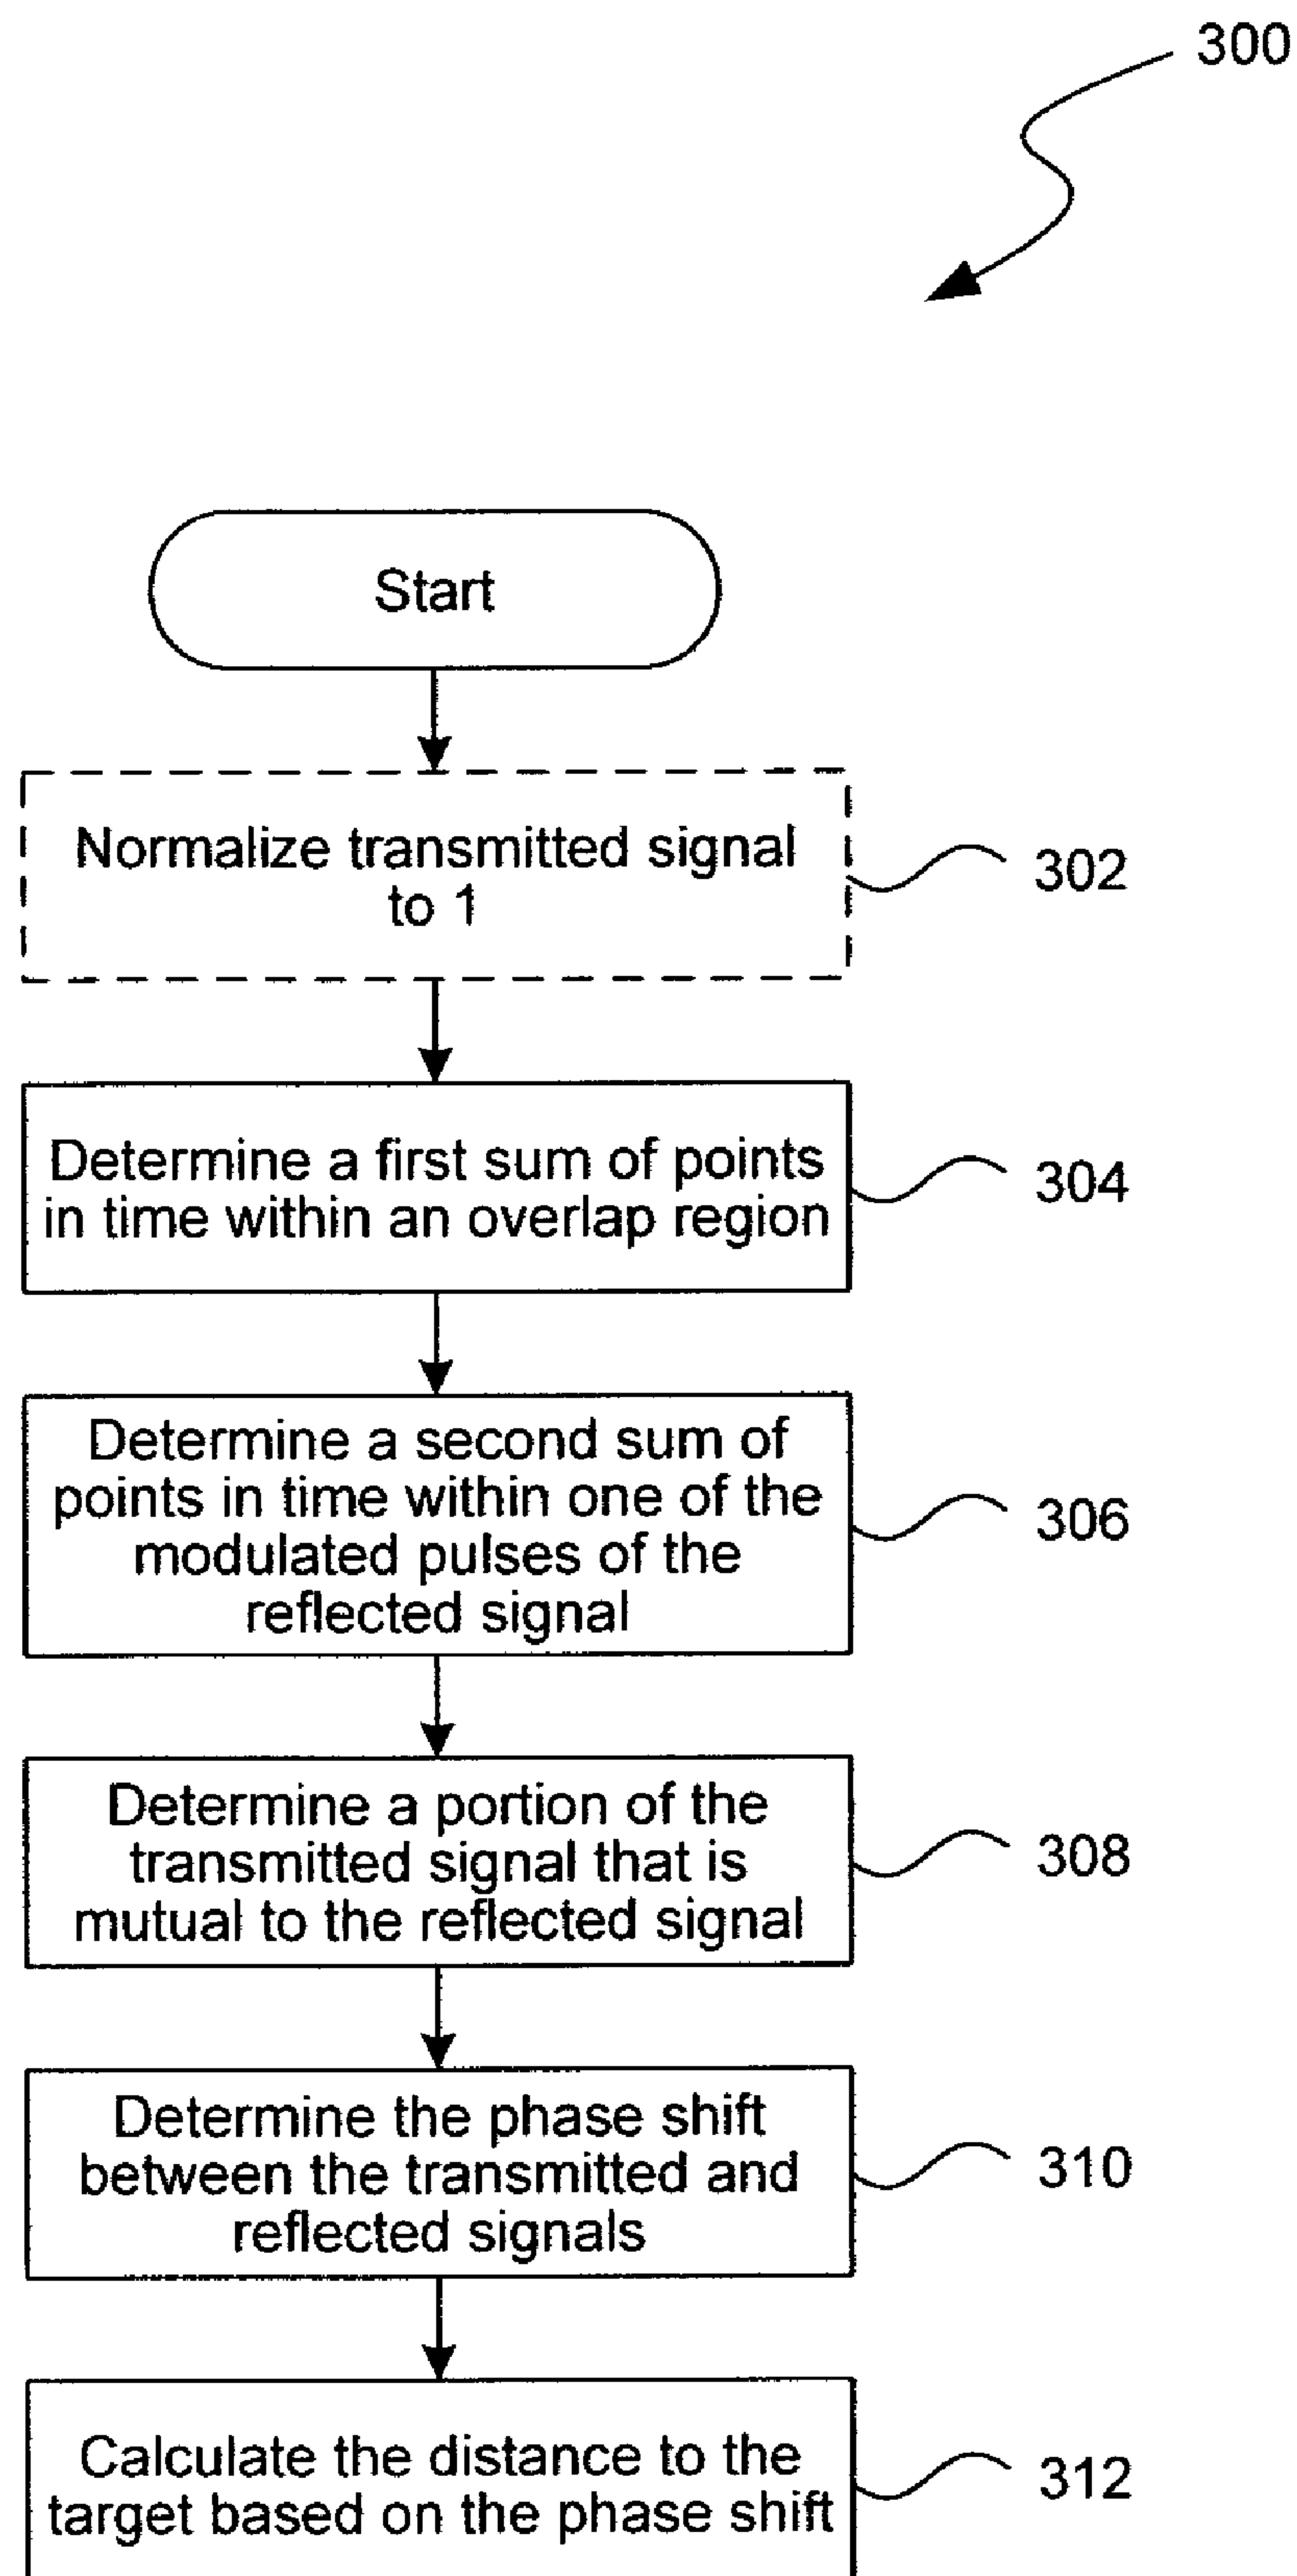 300
Start
Normalize transmitted signal
to 1
302
Determine a first sum of points
in time within an overlap region
304
Determine a second sum of
points in time within one of the
modulated pulses of the
reflected signal
306
Determine a portion of the
transmitted signal that is
mutual to the reflected signal
308
Determine the phase shift
between the transmitted and
reflected signals
310
Calculate the distance to the
target based on the phase shift
312